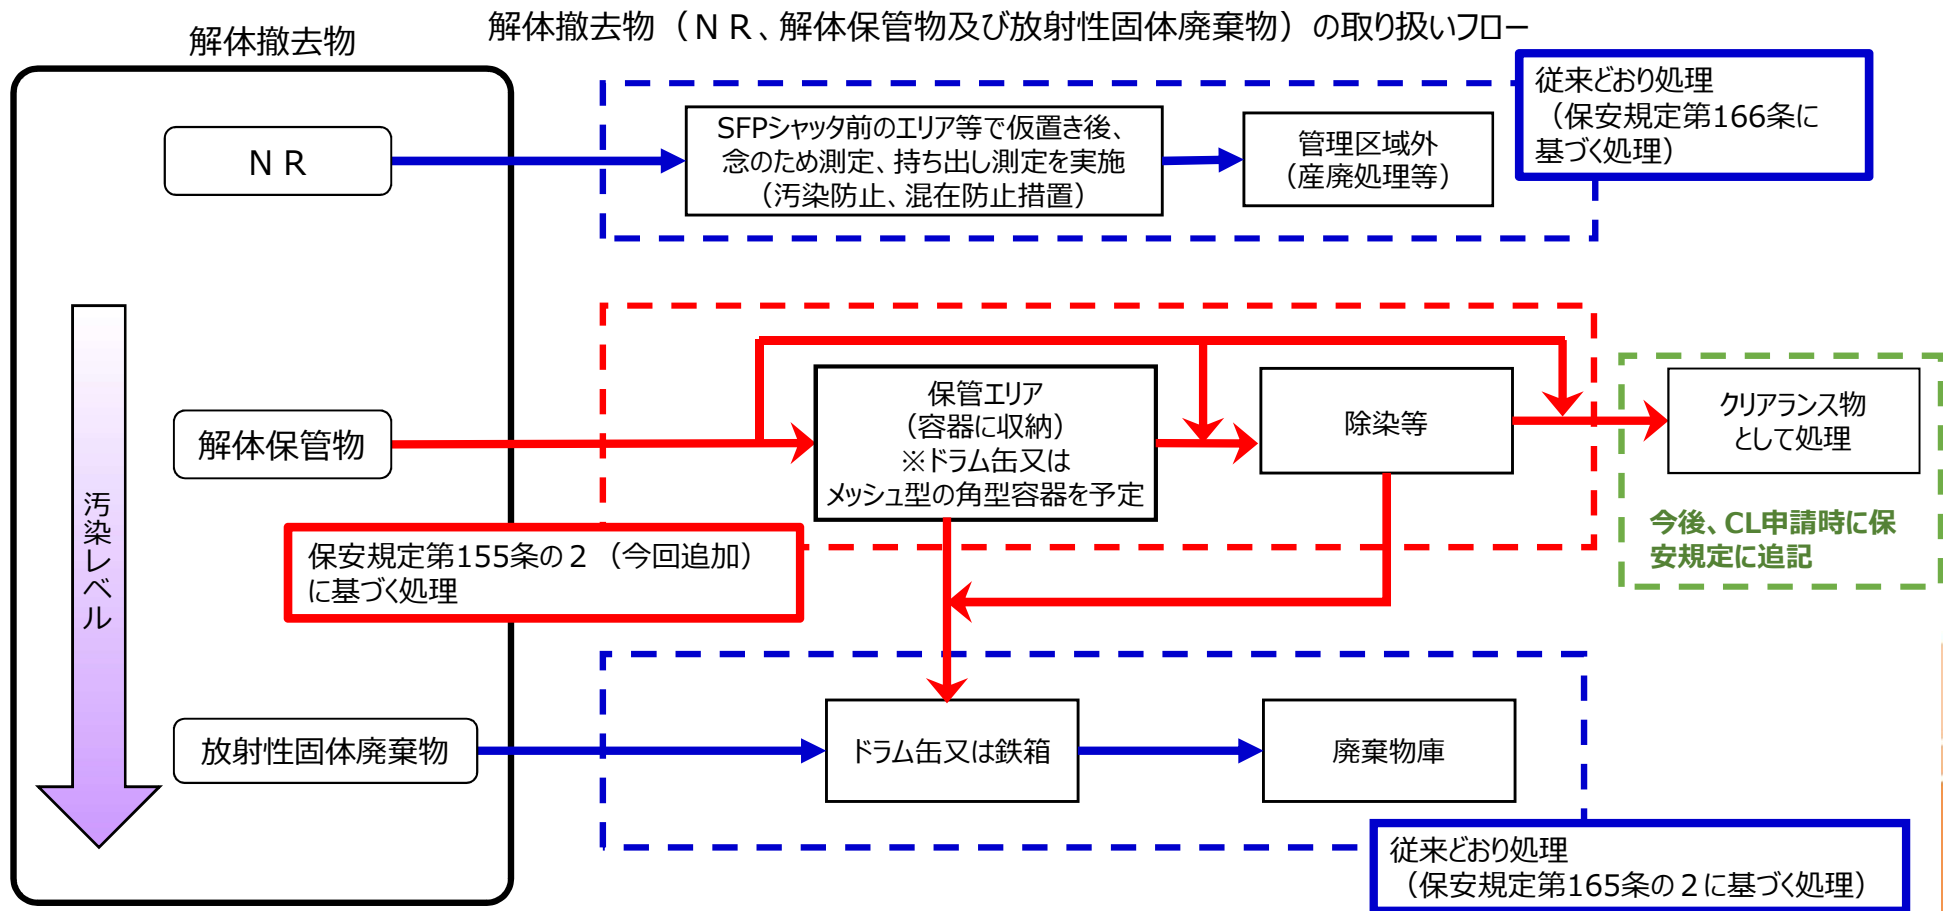 解体撤去物（ＮＲ、解体保管物及び放射性固体廃棄物）の取り扱いフロー
解体撤去物
従来どおり処理
（保安規定第166条に
基づく処理）
ＮＲ
SFPシャッタ前のエリア等で仮置き後、
念のため測定、持ち出し測定を実施
（汚染防止、混在防止措置）
管理区域外
（産廃処理等）
汚染レベル
解体保管物
保管エリア
（容器に収納）
※ドラム缶又は
メッシュ型の角型容器を予定
除染等
クリアランス物
として処理
今後、CL申請時に保
安規定に追記
保安規定第155条の２（今回追加）
に基づく処理
放射性固体廃棄物
ドラム缶又は鉄箱
廃棄物庫
従来どおり処理
（保安規定第165条の２に基づく処理）